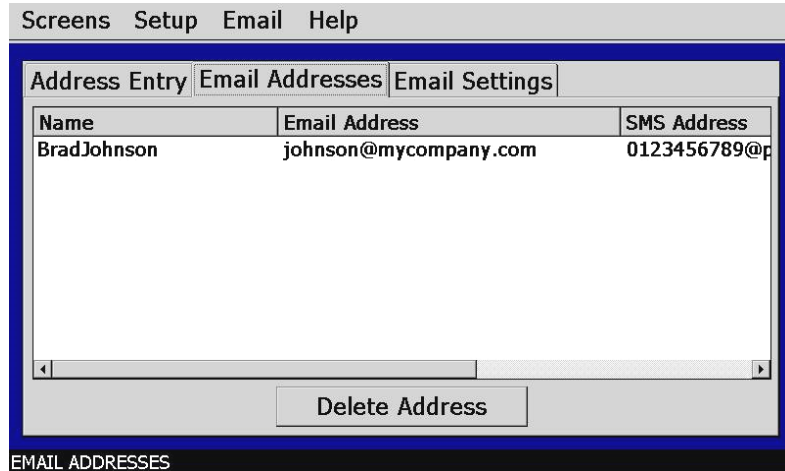 Screens Setup Email Help
Address Entry Email Addresses Email Settings
Name Email Address SMS Address
BradJohnson johnson@mycompany.com 0123456789@p
Delete Address
EMAIL ADDRESSES